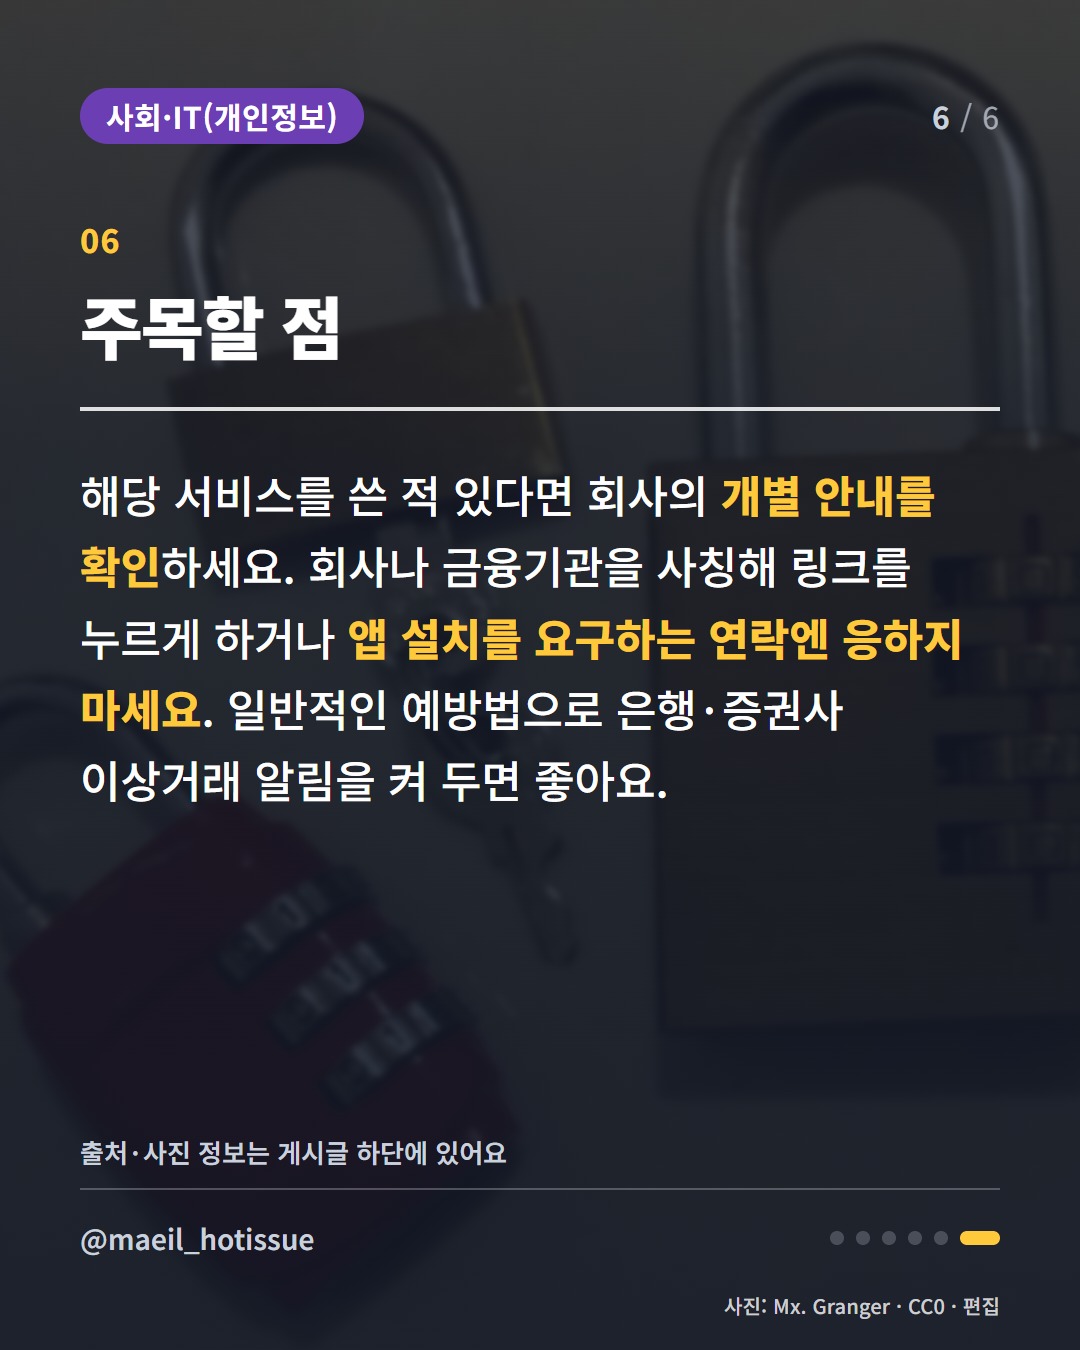 사회·IT(개인정보)
6 / 6
06
주목할 점
해당 서비스를 쓴 적 있다면 회사의 개별 안내를
확인하세요. 회사나 금융기관을 사칭해 링크를
누르게 하거나 앱 설치를 요구하는 연락엔 응하지
마세요. 일반적인 예방법으로 은행·증권사
이상거래 알림을 켜 두면 좋아요.
출처·사진 정보는 게시글 하단에 있어요
@maeil_hotissue
사진: Mx. Granger · CC0 · 편집